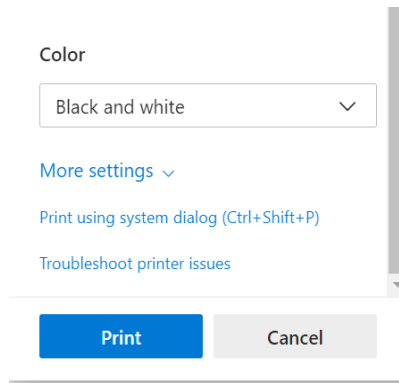 Color
Black and white
More settings
Print using system dialog (Ctrl+Shift+P)
Troubleshoot printer issues
Print Cancel